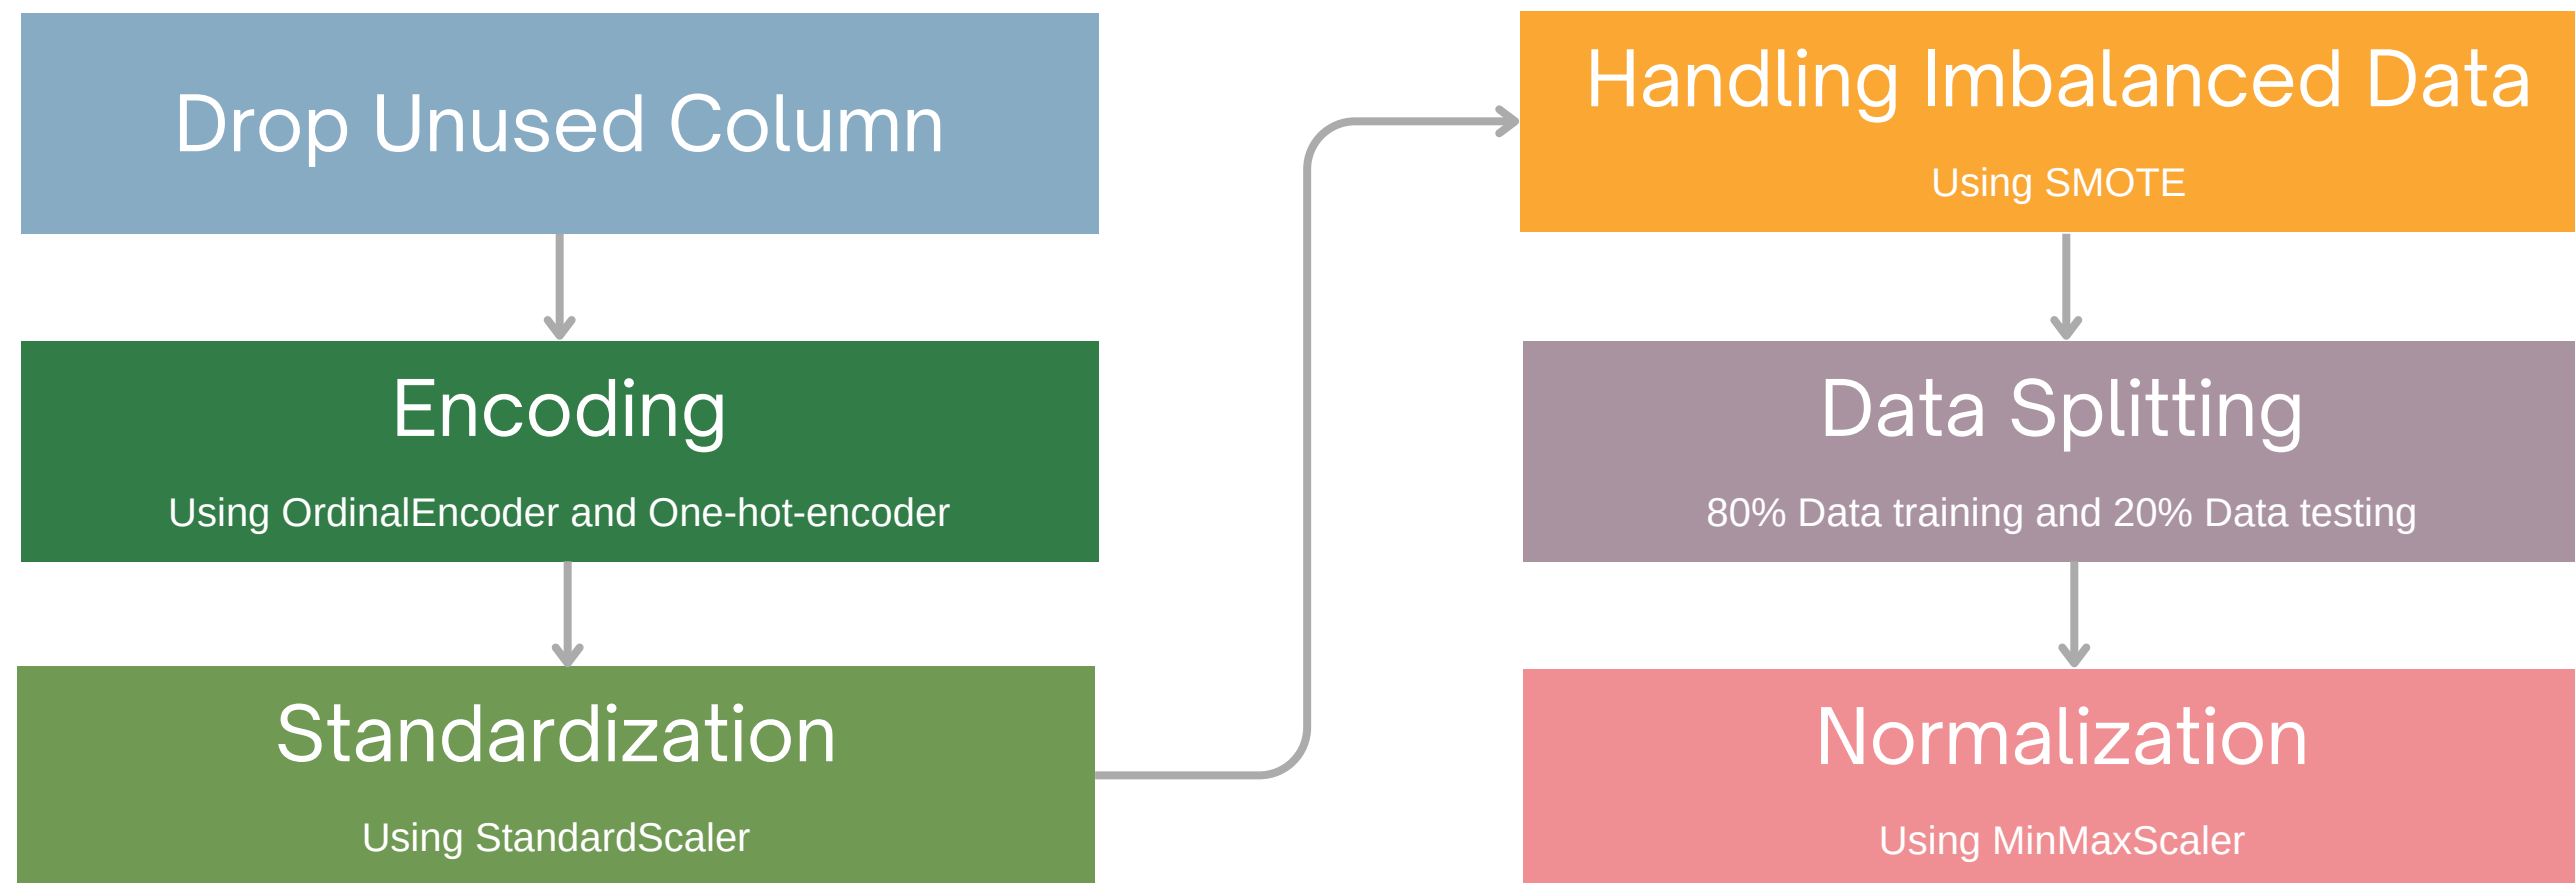 Drop Unused Column
Encoding
Using OrdinalEncoder and One-hot-encoder
Standardization
Using StandardScaler
Handling Imbalanced Data
Using SMOTE
Data Splitting
80% Data training and 20% Data testing
Normalization
Using MinMaxScaler